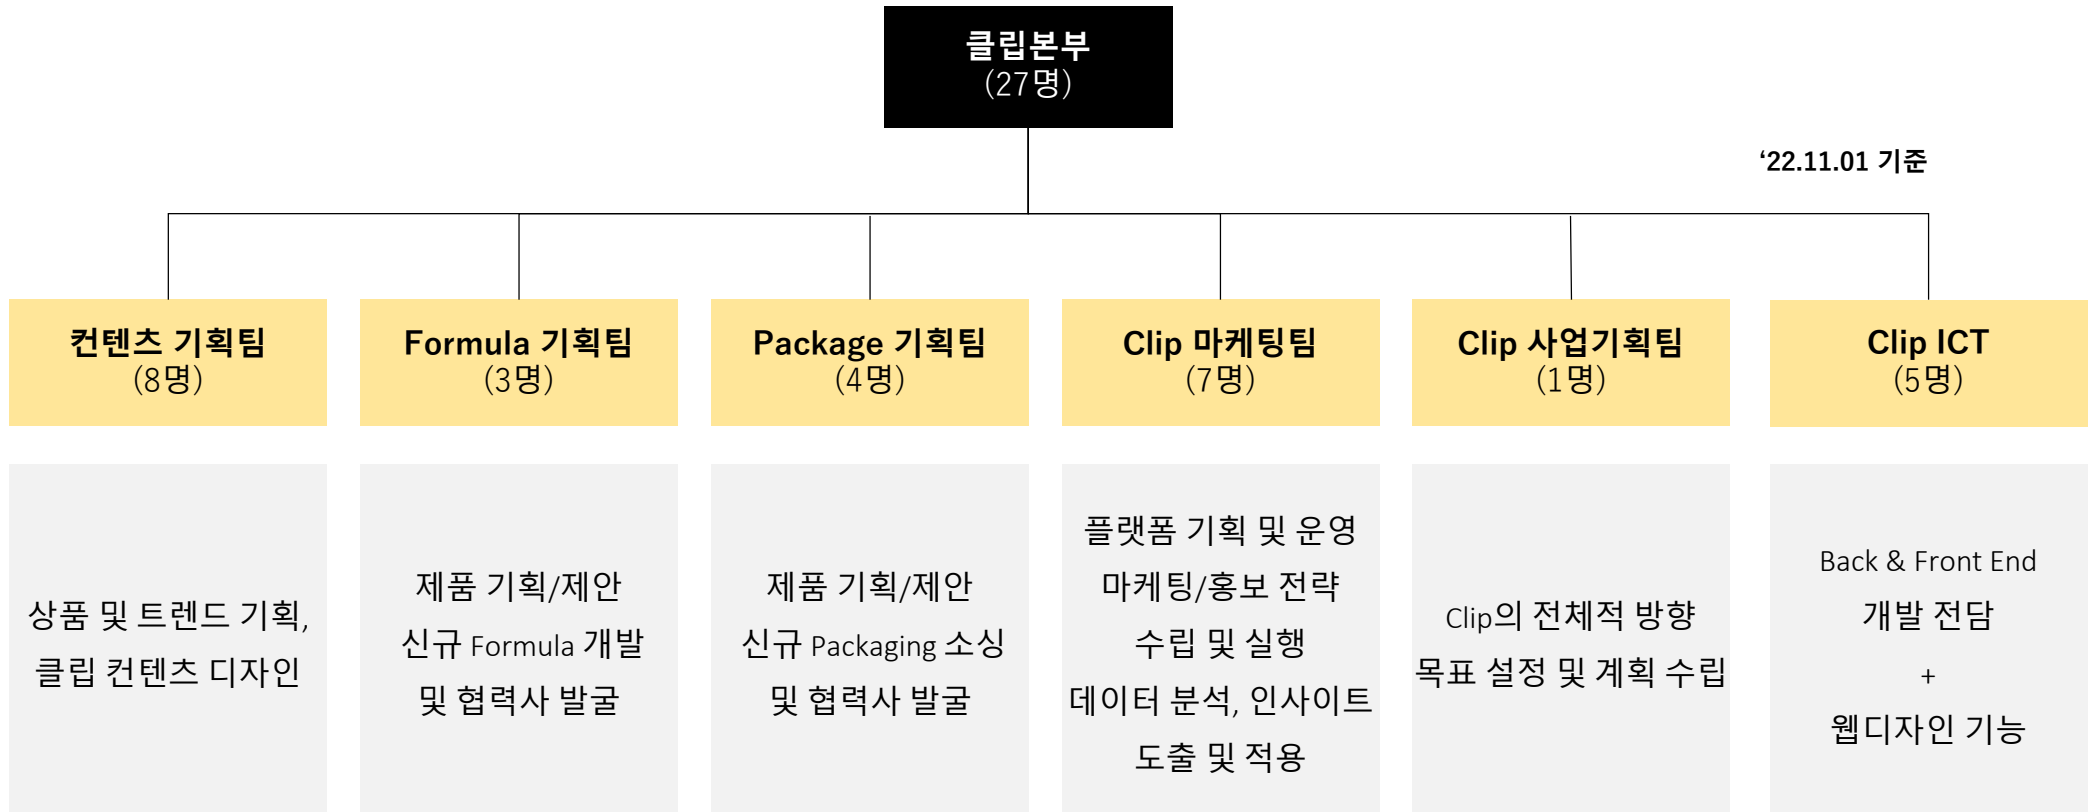 클립본부
(27명)
‘22.11.01 기준
컨텐츠 기획팀
(8명)
Formula 기획팀
(3명)
Package 기획팀
(4명)
Clip 마케팅팀
(7명)
Clip 사업기획팀
(1명)
Clip ICT
(5명)
상품 및 트렌드 기획,
클립 컨텐츠 디자인
제품 기획/제안
신규 Formula 개발
및 협력사 발굴
제품 기획/제안
신규 Packaging 소싱
및 협력사 발굴
플랫폼 기획 및 운영
마케팅/홍보 전략
수립 및 실행
데이터 분석, 인사이트
도출 및 적용
Clip의 전체적 방향
목표 설정 및 계획 수립
Back & Front End
개발 전담
+
웹디자인 기능